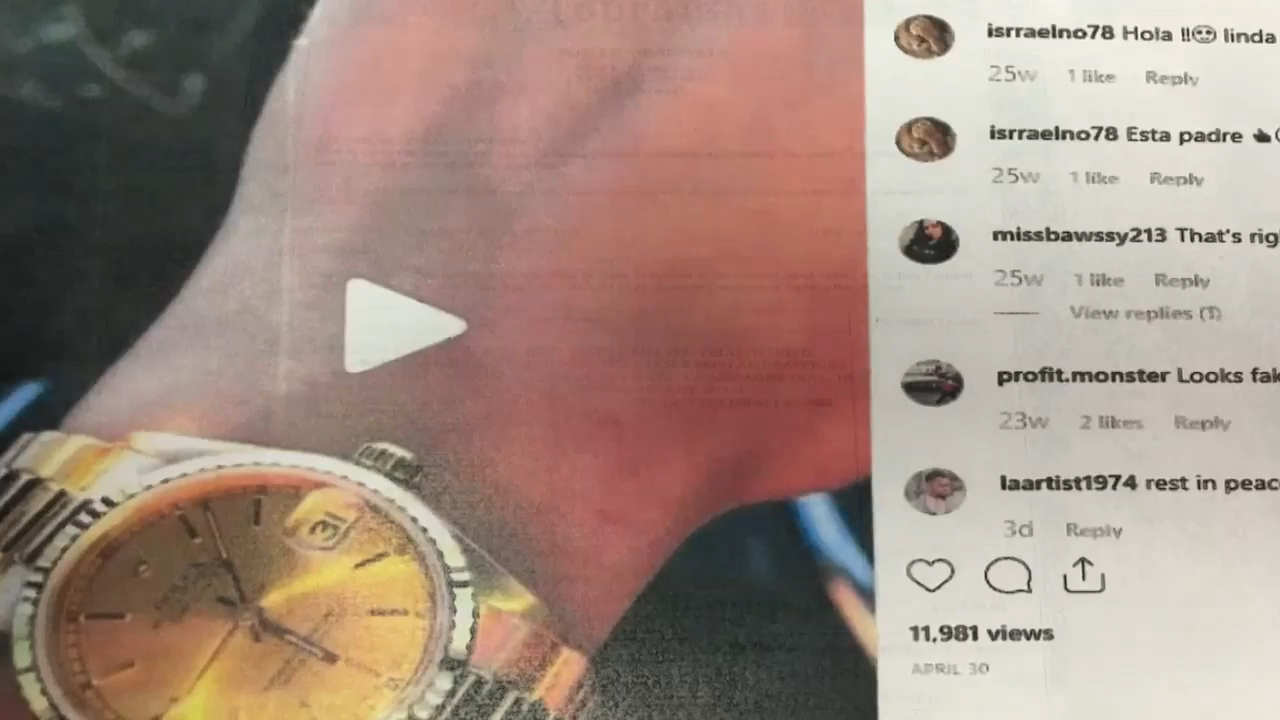 isrraelno78 Hola !!😍 linda
25w 1 like Reply
isrraelno78 Esta padre
25w 1 like Reply
missbawssy213 That's rig
25w 1 like Reply
View replies (1)
profit.monster Looks fak
23w 2 likes Reply
laartist1974 rest in peac
3d Reply
11,981 views
APRIL 30
31